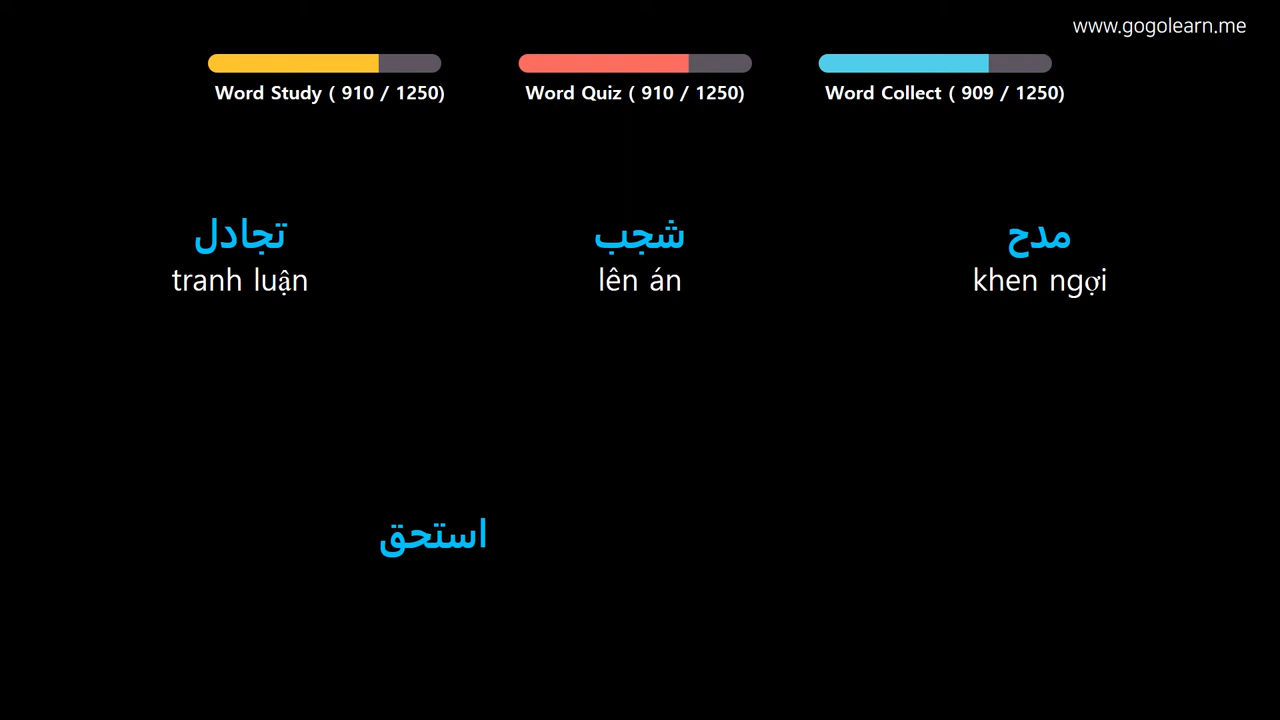 www.gogolearn.me
Word Study ( 910 / 1250)
Word Quiz ( 910 / 1250)
Word Collect ( 909 / 1250)
تجادل
tranh luận
شجب
lên án
مدح
khen ngợi
استحق